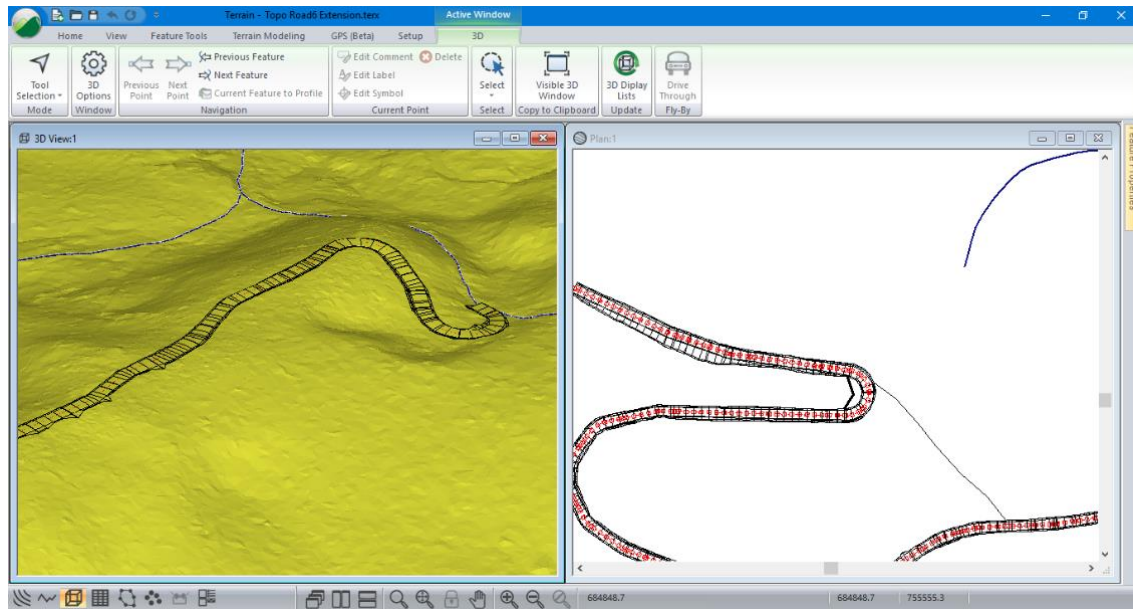 Terrain - Topo Road6 Extension.terx
Active Window
Home View Feature Tools Terrain Modeling GPS (Beta) Setup 3D
Tool Selection
Mode
3D Options
Window
Previous Point
Next Point
Previous Feature
Next Feature
Current Feature to Profile
Navigation
Edit Comment Delete
Edit Label
Edit Symbol
Current Point
Select
Select
Visible 3D Window
Copy to Clipboard
3D Diplay Lists
Update
Drive Through
Fly-By
3D View:1
Plan:1
Feature Properties
684848.7
684848.7 755555.3